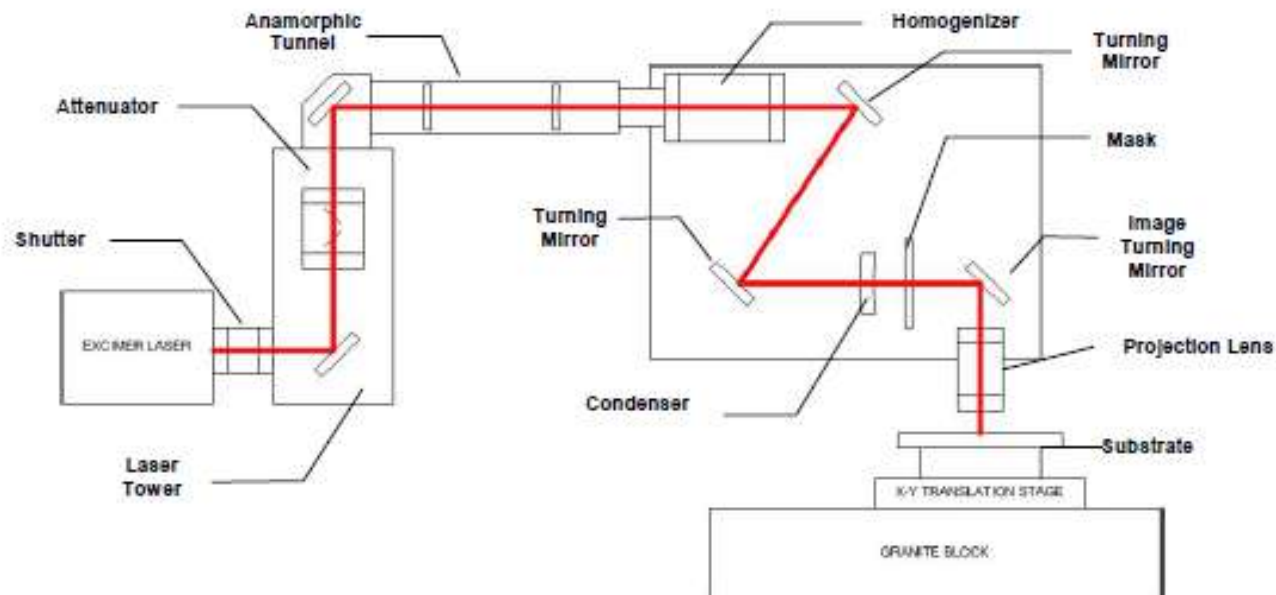 Anamorphic
Tunnel
Homogenizer
Turning
Mirror
Attenuator
Mask
Shutter
Turning
Mirror
Image
Turning
Mirror
EXCIMER LASER
Projection Lens
Condenser
Substrate
Laser
Tower
X-Y TRANSLATION STAGE
GRANITE BLOCK